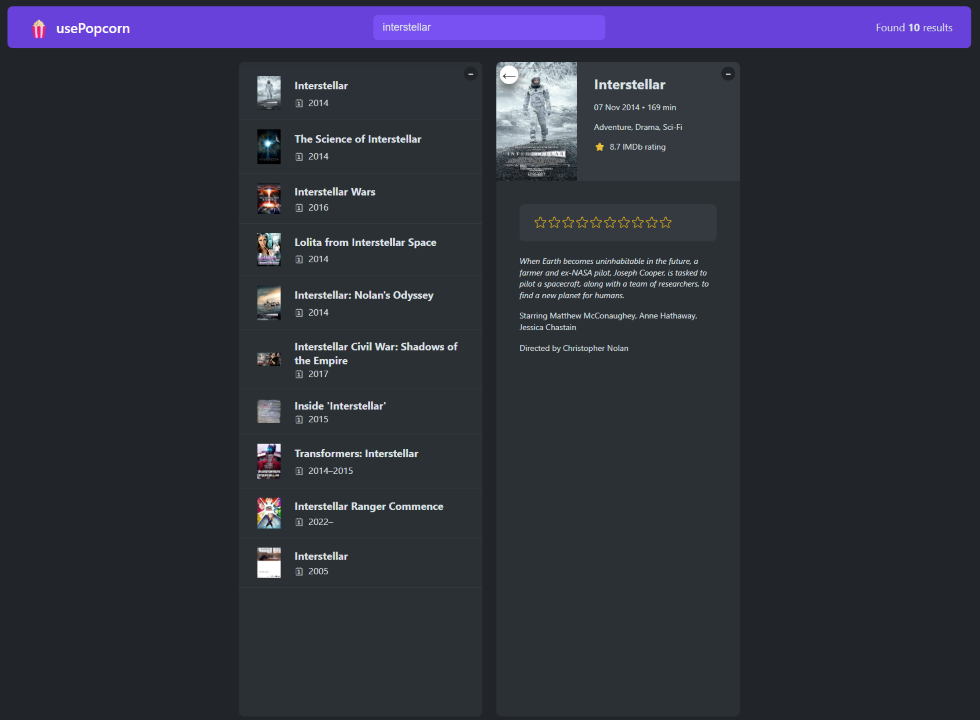 usePopcorn
interstellar
Found 10 results
Interstellar
2014
The Science of Interstellar
2014
Interstellar Wars
2016
Lolita from Interstellar Space
2014
Interstellar: Nolan's Odyssey
2014
Interstellar Civil War: Shadows of
the Empire
2017
Inside 'Interstellar'
2015
Transformers: Interstellar
2014–2015
Interstellar Ranger Commence
2022–
Interstellar
2005
←
–
–
INTERSTELLAR
Interstellar
07 Nov 2014 • 169 min
Adventure, Drama, Sci-Fi
8.7 IMDb rating
When Earth becomes uninhabitable in the future, a
farmer and ex-NASA pilot, Joseph Cooper, is tasked to
pilot a spacecraft, along with a team of researchers, to
find a new planet for humans.
Starring Matthew McConaughey, Anne Hathaway,
Jessica Chastain
Directed by Christopher Nolan